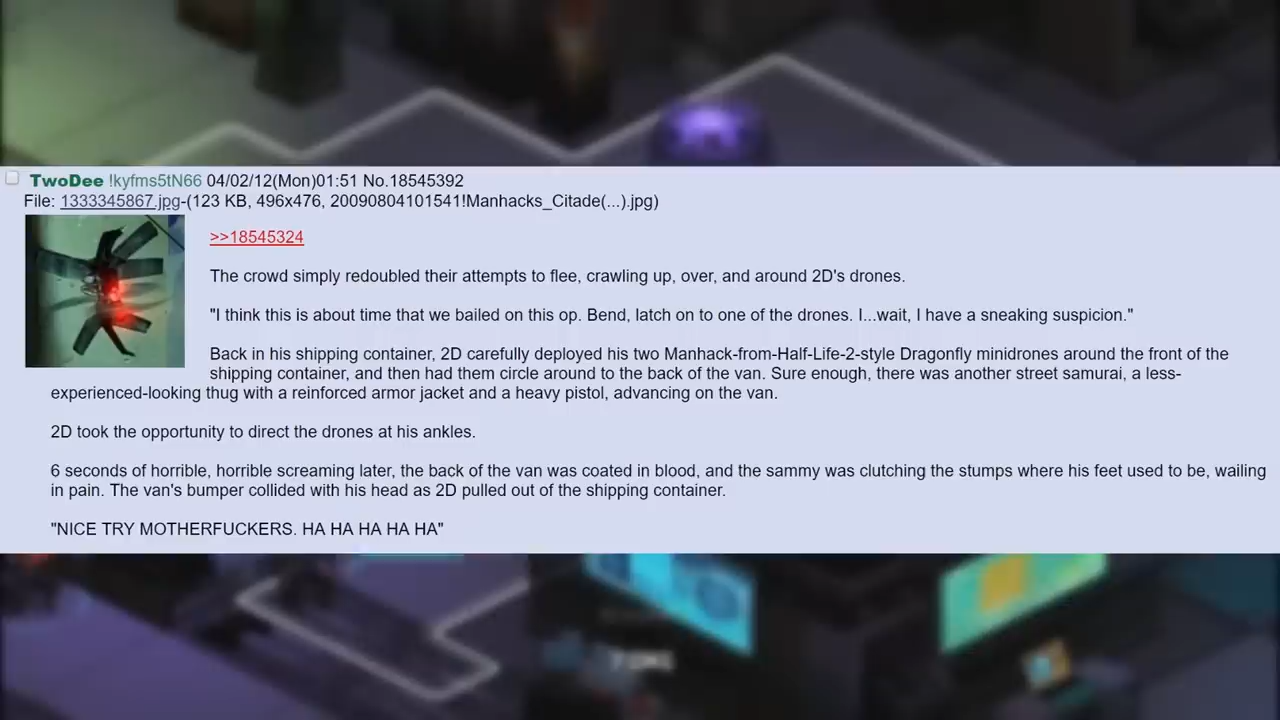 TwoDee !kyfms5tN66 04/02/12(Mon)01:51 No.18545392
File: 1333345867.jpg-(123 KB, 496x476, 20090804101541!Manhacks_Citade(...).jpg)
>>18545324
The crowd simply redoubled their attempts to flee, crawling up, over, and around 2D's drones.
"I think this is about time that we bailed on this op. Bend, latch on to one of the drones. I...wait, I have a sneaking suspicion."
Back in his shipping container, 2D carefully deployed his two Manhack-from-Half-Life-2-style Dragonfly minidrones around the front of the
shipping container, and then had them circle around to the back of the van. Sure enough, there was another street samurai, a less-
experienced-looking thug with a reinforced armor jacket and a heavy pistol, advancing on the van.
2D took the opportunity to direct the drones at his ankles.
6 seconds of horrible, horrible screaming later, the back of the van was coated in blood, and the sammy was clutching the stumps where his feet used to be, wailing
in pain. The van's bumper collided with his head as 2D pulled out of the shipping container.
"NICE TRY MOTHERFUCKERS. HA HA HA HA HA"